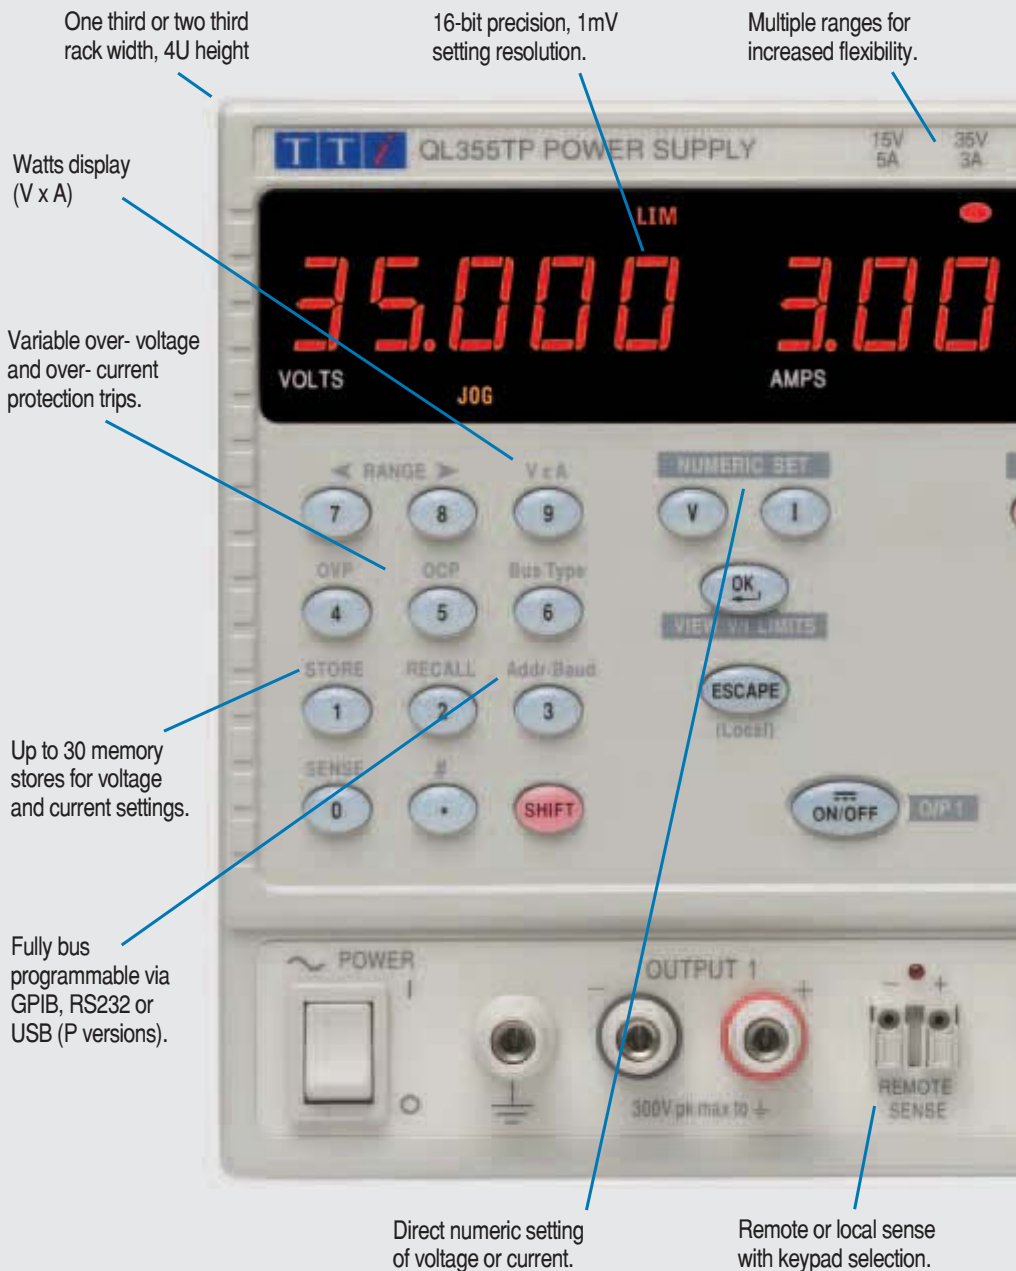 One third or two third
rack width, 4U height
16-bit precision, 1mV
setting resolution.
Multiple ranges for
increased flexibility.
Watts display
(V x A)
Variable over- voltage
and over- current
protection trips.
Up to 30 memory
stores for voltage
and current settings.
Fully bus
programmable via
GPIB, RS232 or
USB (P versions).
TTi QL355TP POWER SUPPLY
15V 35V
5A 3A
LIM
35.000 3.00
VOLTS AMPS
JOG
◄ RANGE ► V x A
7 8 9
OVP OCP Bus Type
4 5 6
STORE RECALL Addr/Baud
1 2 3
SENSE #
0 . SHIFT
NUMERIC SET
V I
OK
VIEW V/I LIMITS
ESCAPE
(Local)
ON/OFF O/P 1
POWER
I
O
OUTPUT 1
- +
300V pk max to
- +
REMOTE
SENSE
Direct numeric setting
of voltage or current.
Remote or local sense
with keypad selection.